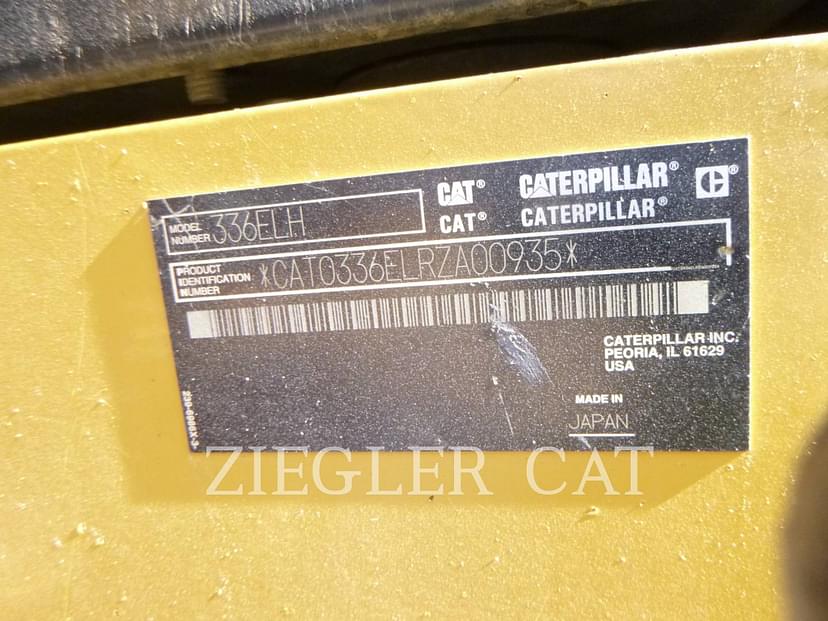 CAT® CATERPILLAR® C®
MODEL NUMBER 336ELH
CAT® CATERPILLAR®
PRODUCT IDENTIFICATION NUMBER *CAT0336ELRZA00935*
CATERPILLAR INC.
PEORIA, IL 61629
USA
MADE IN
JAPAN
ZIEGLER CAT